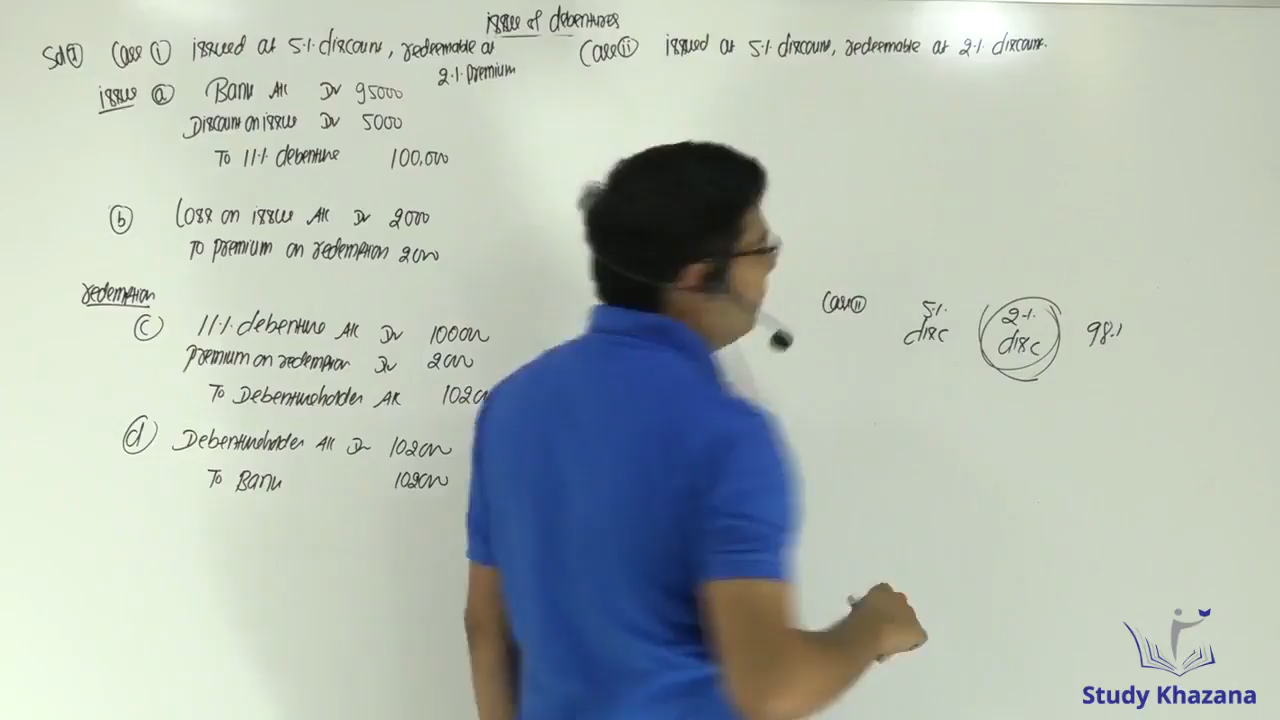 issue of debentures
Sol ① Case ① issued at 5% discount, redeemable at
2% premium
issue ⓐ Bank A/c Dr 95000
Discount on issue Dr 5000
To 11% debenture 100,000
ⓑ Loss on issue A/c Dr 2000
To premium on redemption 2000
redemption
ⓒ 11% debenture A/c Dr 100000
premium on redemption Dr 2000
To Debentureholder A/c 1020
ⓓ Debentureholder A/c Dr 102000
To Bank 102000
Case ⓘⓘ issued at 5% discount, redeemable at 2% discount.
Case ⓘⓘ 5% disc 2% disc 98%
Study Khazana